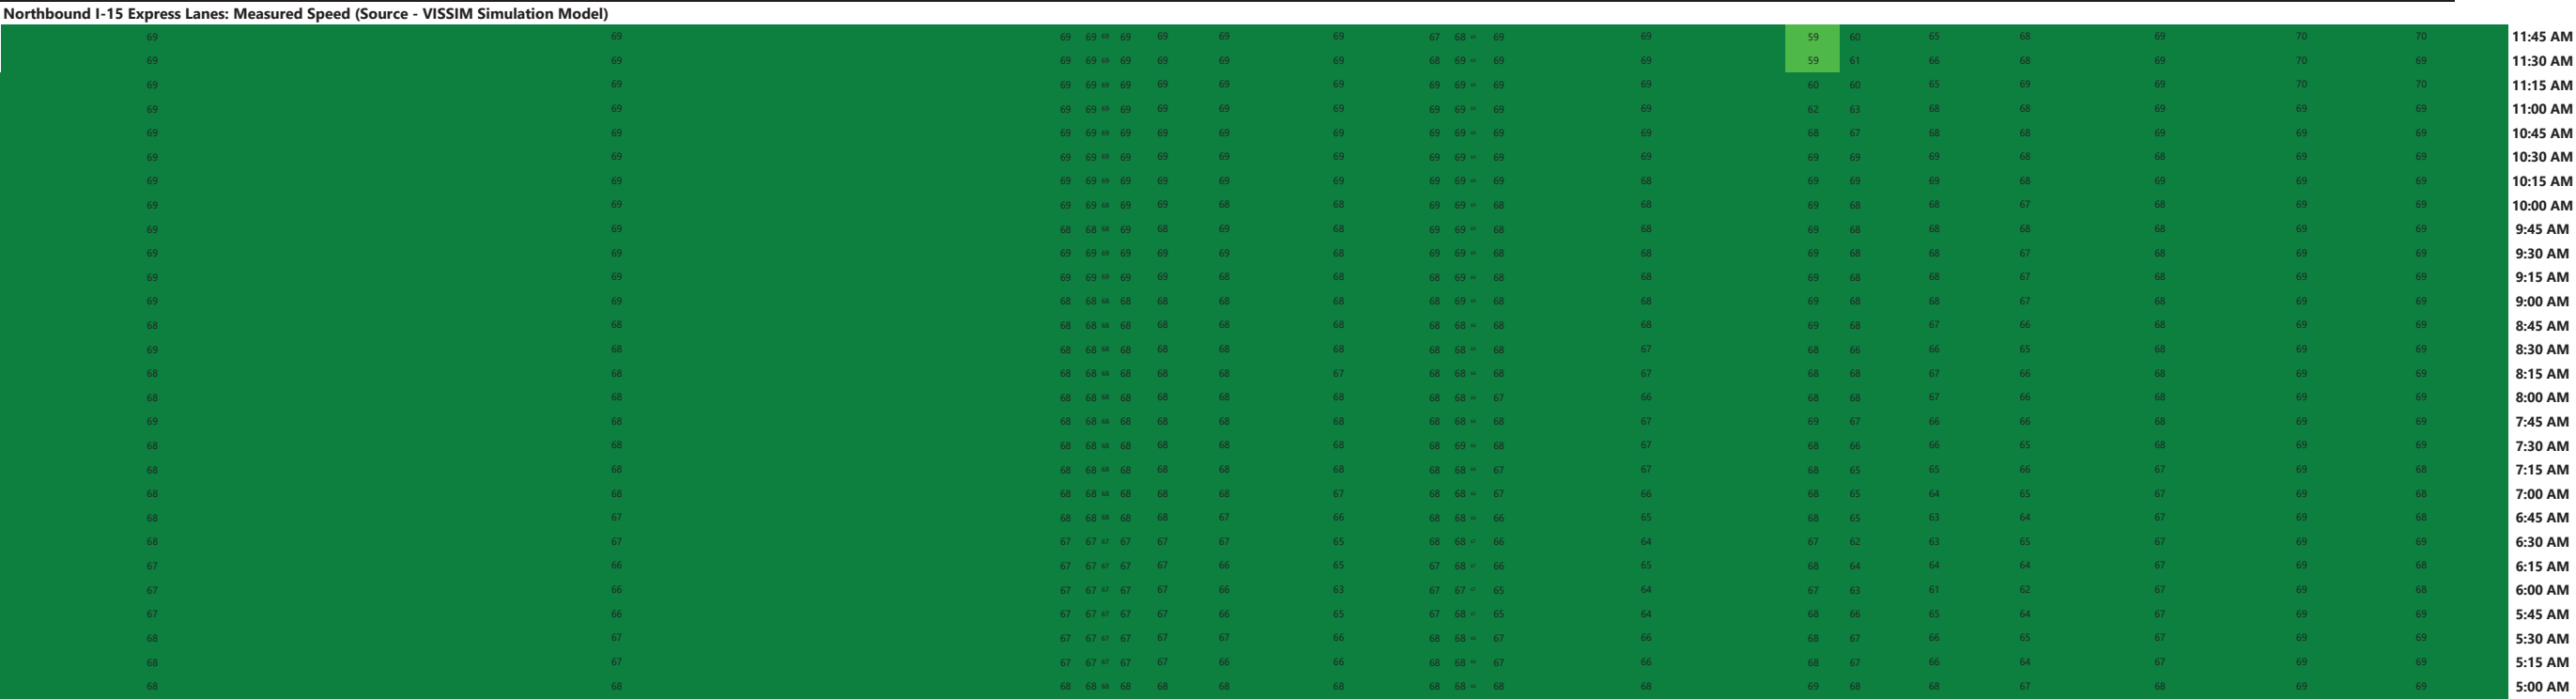 Northbound I-15 Express Lanes: Measured Speed (Source - VISSIM Simulation Model)
69 69 69 69 69 69 69 69 69 67 68 69 69 59 60 65 68 69 70 70 11:45 AM
69 69 69 69 69 69 69 69 69 68 69 69 69 59 61 66 68 69 70 69 11:30 AM
69 69 69 69 69 69 69 69 69 69 69 69 69 60 60 65 69 69 70 70 11:15 AM
69 69 69 69 69 69 69 69 69 69 69 69 69 62 63 68 68 69 69 69 11:00 AM
69 69 69 69 69 69 69 69 69 69 69 69 69 68 67 68 68 69 69 69 10:45 AM
69 69 69 69 69 69 69 69 69 69 69 69 69 69 69 69 68 68 69 69 10:30 AM
69 69 69 69 69 69 69 69 69 69 69 69 68 69 69 69 68 69 69 69 10:15 AM
69 69 69 69 68 69 69 68 68 69 69 68 68 69 68 68 67 68 69 69 10:00 AM
69 69 68 68 68 69 68 69 68 69 69 68 68 69 68 68 68 68 69 69 9:45 AM
69 69 69 69 69 69 69 69 68 69 69 68 68 69 68 68 67 68 69 69 9:30 AM
69 69 69 69 69 69 69 68 68 68 69 68 68 69 68 68 67 68 69 69 9:15 AM
69 69 68 68 68 68 68 68 68 68 69 68 68 69 68 68 67 68 69 69 9:00 AM
68 68 68 68 68 68 68 68 68 68 68 68 68 69 68 67 66 68 69 69 8:45 AM
69 68 68 68 68 68 68 68 68 68 68 68 67 68 66 66 65 68 69 69 8:30 AM
68 68 68 68 68 68 68 68 67 68 68 68 67 68 68 67 66 68 69 69 8:15 AM
68 68 68 68 68 68 68 68 68 68 68 67 66 68 68 67 66 68 69 69 8:00 AM
69 68 68 68 68 68 68 68 68 68 68 68 67 69 67 66 66 68 69 69 7:45 AM
68 68 68 68 68 68 68 68 68 68 69 68 67 68 66 66 65 68 69 69 7:30 AM
68 68 68 68 68 68 68 68 68 68 68 67 67 68 65 65 66 67 69 68 7:15 AM
68 68 68 68 68 68 68 68 67 68 68 67 66 68 65 64 65 67 69 68 7:00 AM
68 67 68 68 68 68 68 67 66 68 68 66 65 68 65 63 64 67 69 68 6:45 AM
68 67 67 67 67 67 67 67 65 68 68 66 64 67 62 63 65 67 69 69 6:30 AM
67 66 67 67 67 67 67 66 65 67 68 66 65 68 64 64 64 67 69 68 6:15 AM
67 66 67 67 67 67 67 66 63 67 67 65 64 67 63 61 62 67 69 68 6:00 AM
67 66 67 67 67 67 67 66 65 67 68 65 64 68 66 65 64 67 69 69 5:45 AM
68 67 67 67 67 67 67 67 66 68 68 67 66 68 67 66 65 67 69 69 5:30 AM
68 67 67 67 67 67 67 66 66 68 68 67 66 68 67 66 64 67 69 69 5:15 AM
68 68 68 68 68 68 68 68 68 68 68 68 68 69 68 68 67 68 69 69 5:00 AM